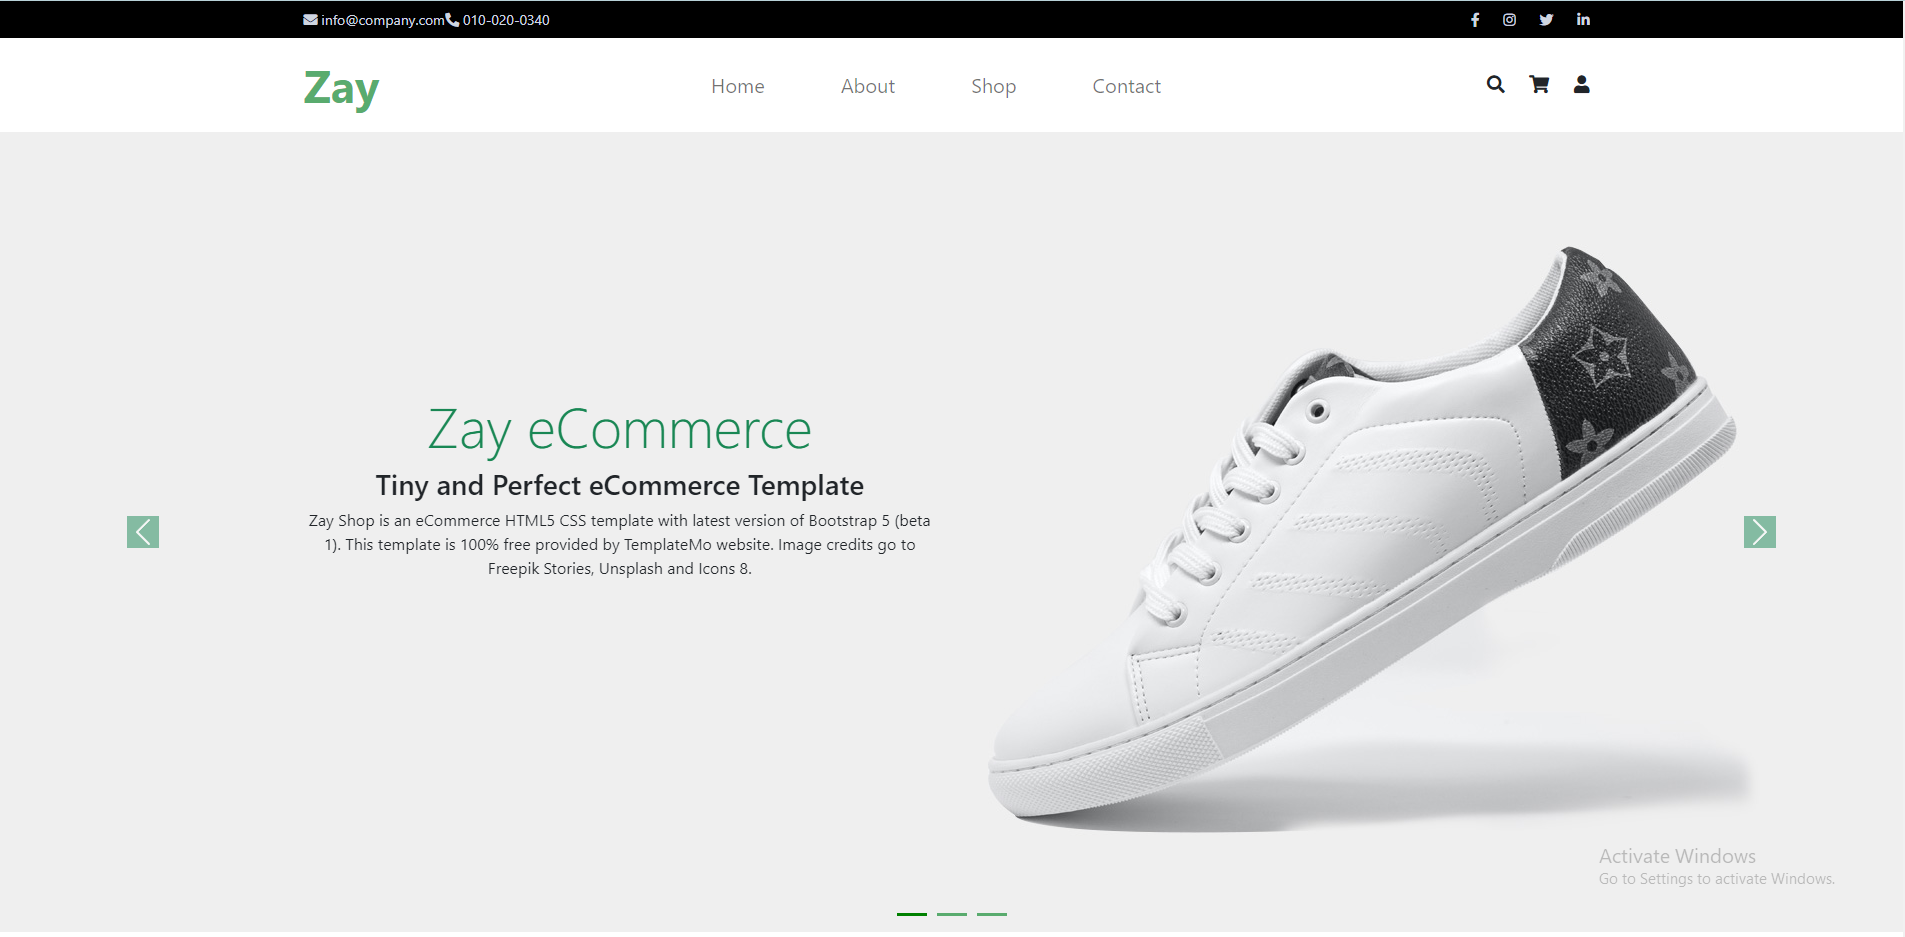 info@company.com 010-020-0340
Zay
Home About Shop Contact
Zay eCommerce
Tiny and Perfect eCommerce Template
Zay Shop is an eCommerce HTML5 CSS template with latest version of Bootstrap 5 (beta
1). This template is 100% free provided by TemplateMo website. Image credits go to
Freepik Stories, Unsplash and Icons 8.
Activate Windows
Go to Settings to activate Windows.